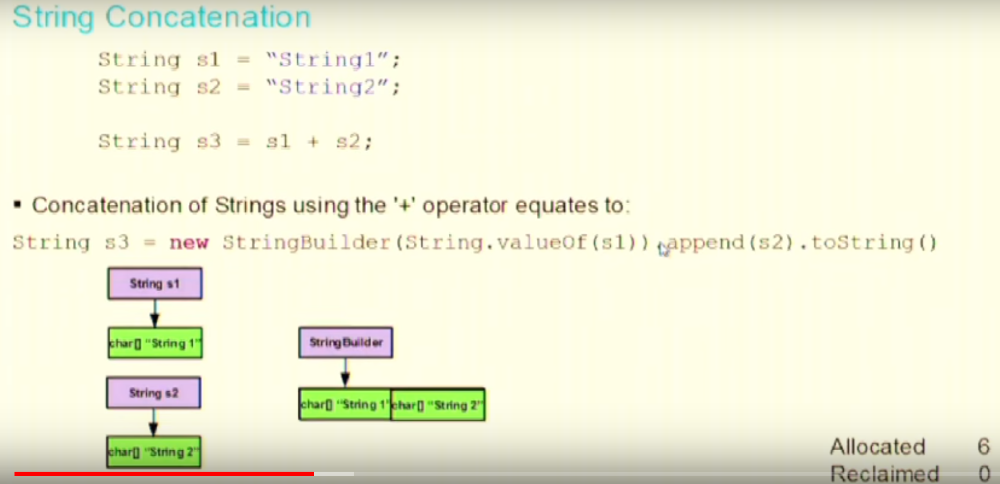 String Concatenation
String s1 = “String1”;
String s2 = “String2”;
String s3 = s1 + s2;
▪ Concatenation of Strings using the '+' operator equates to:
String s3 = new StringBuilder(String.valueOf(s1)).append(s2).toString()
String s1
char[] “String 1”
String s2
char[] “String 2”
StringBuilder
char[] “String 1” char[] “String 2”
Allocated 6
Reclaimed 0